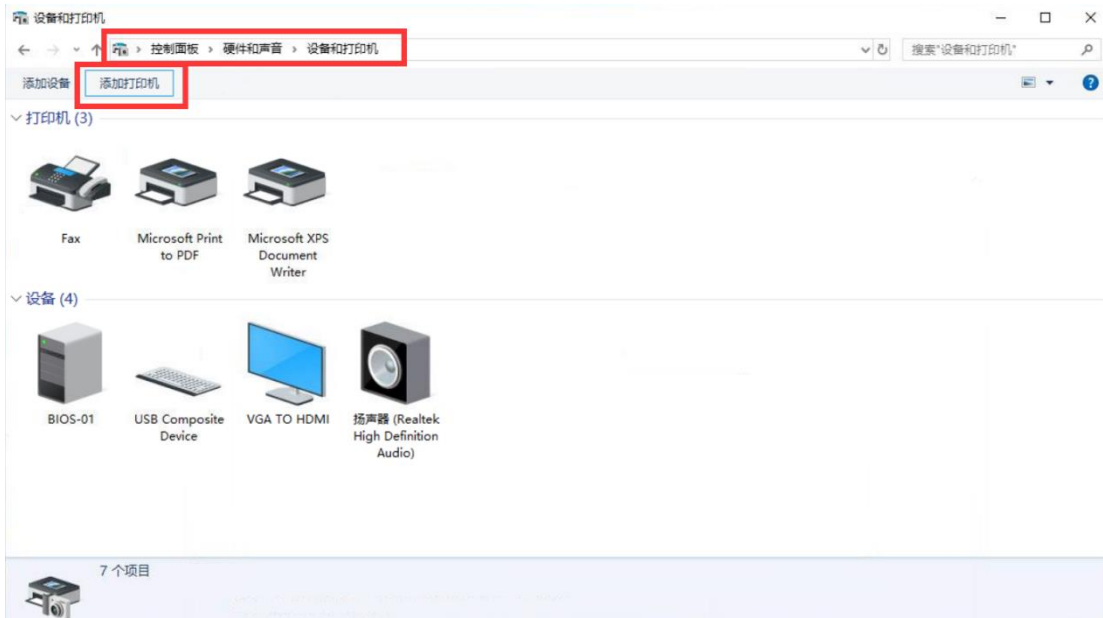 设备和打印机
控制面板 › 硬件和声音 › 设备和打印机
搜索"设备和打印机"
添加设备 添加打印机
打印机 (3)
Fax
Microsoft Print
to PDF
Microsoft XPS
Document
Writer
设备 (4)
BIOS-01
USB Composite
Device
VGA TO HDMI
扬声器 (Realtek
High Definition
Audio)
7 个项目